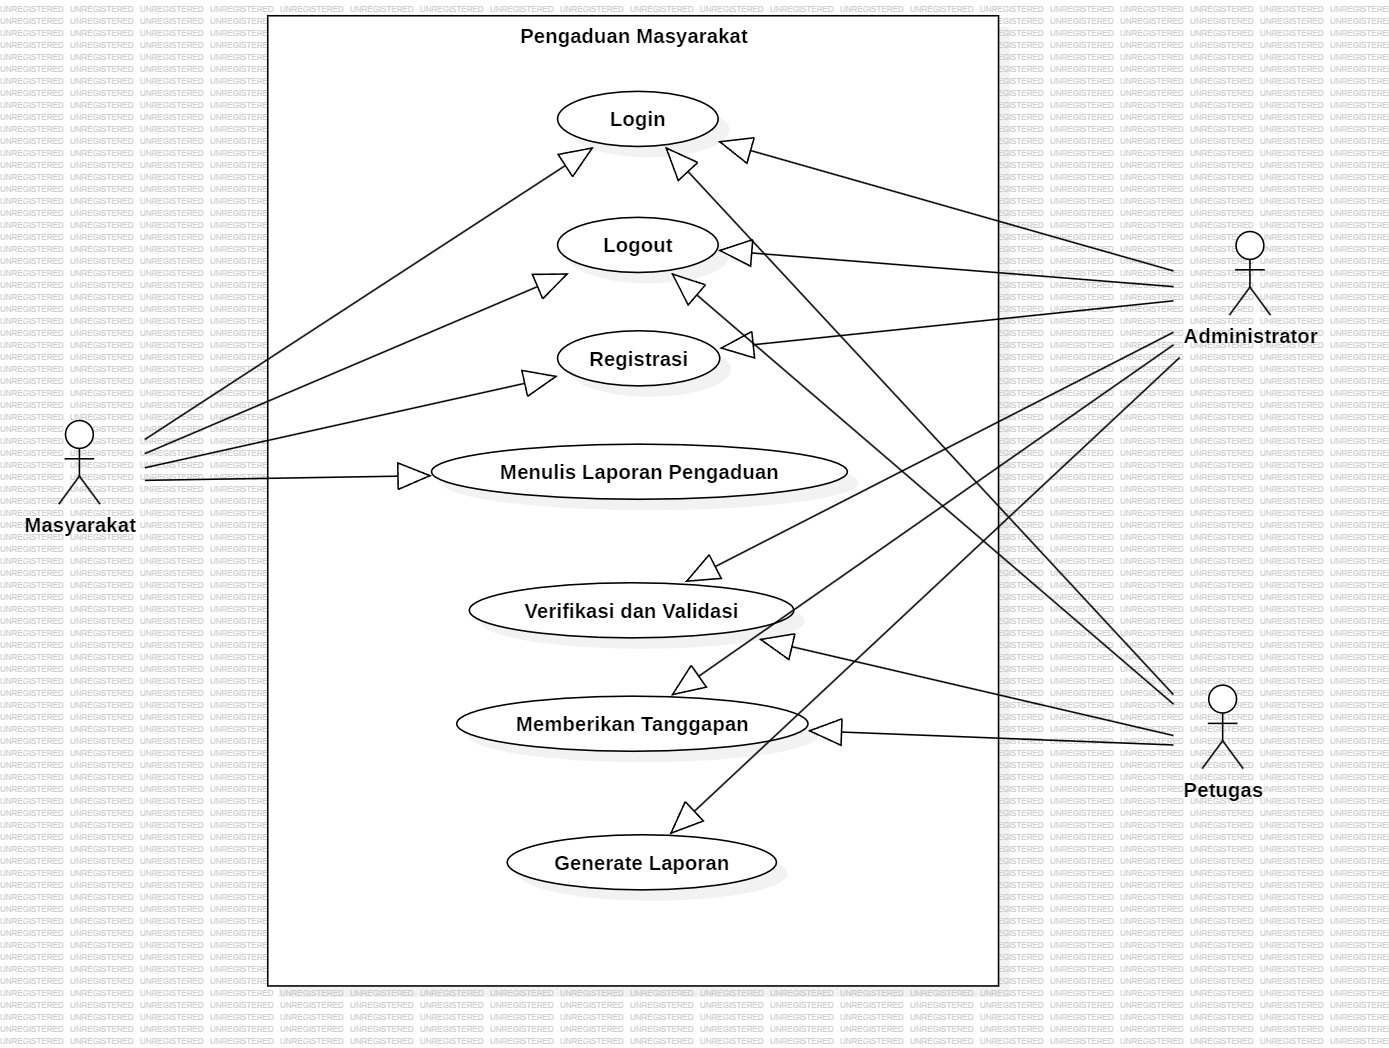 Pengaduan Masyarakat
Login
Logout
Registrasi
Menulis Laporan Pengaduan
Verifikasi dan Validasi
Memberikan Tanggapan
Generate Laporan
Masyarakat
Administrator
Petugas
UNREGISTERED